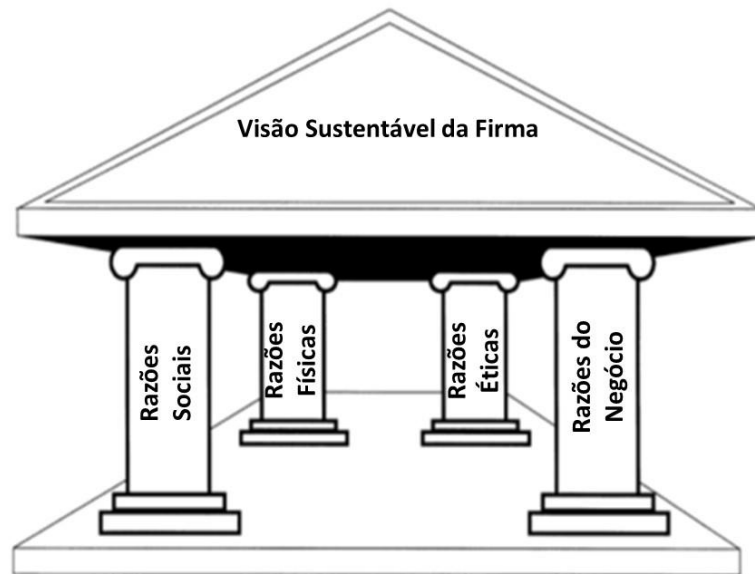 Visão Sustentável da Firma
Razões
Sociais
Razões
Físicas
Razões
Éticas
Razões do
Negócio